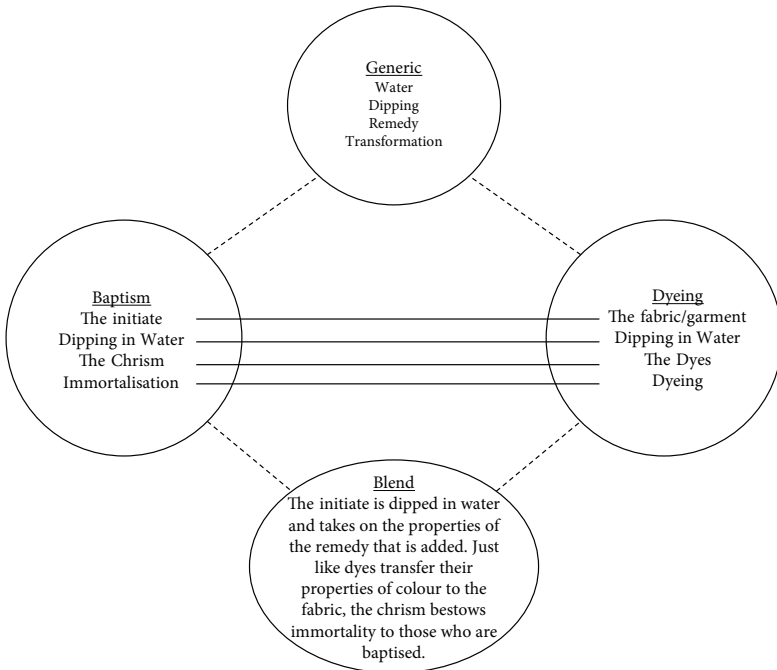 Generic
Water
Dipping
Remedy
Transformation
Baptism
The initiate
Dipping in Water
The Chrism
Immortalisation
Dyeing
The fabric/garment
Dipping in Water
The Dyes
Dyeing
Blend
The initiate is dipped in water
and takes on the properties of
the remedy that is added. Just
like dyes transfer their
properties of colour to the
fabric, the chrism bestows
immortality to those who are
baptised.